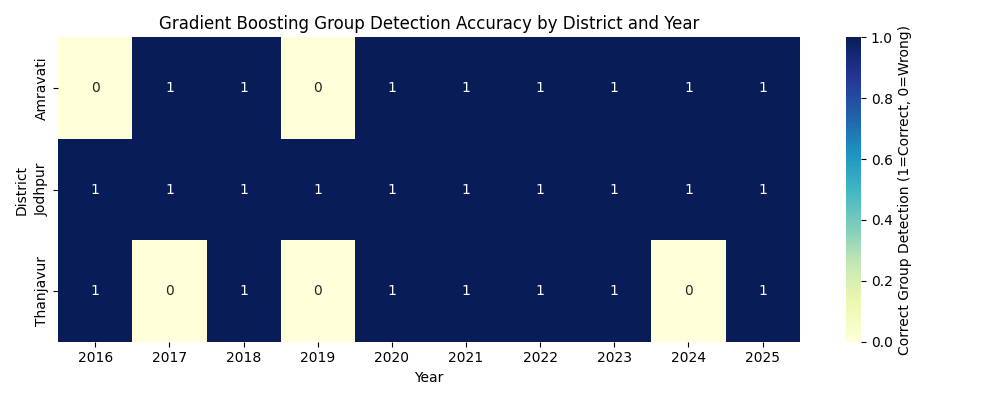 Gradient Boosting Group Detection Accuracy by District and Year
District
Amravati
0 1 1 0 1 1 1 1 1 1
Jodhpur
1 1 1 1 1 1 1 1 1 1
Thanjavur
1 0 1 0 1 1 1 1 0 1
2016 2017 2018 2019 2020 2021 2022 2023 2024 2025
Year
1.0
0.8
0.6
0.4
0.2
0.0
Correct Group Detection (1=Correct, 0=Wrong)